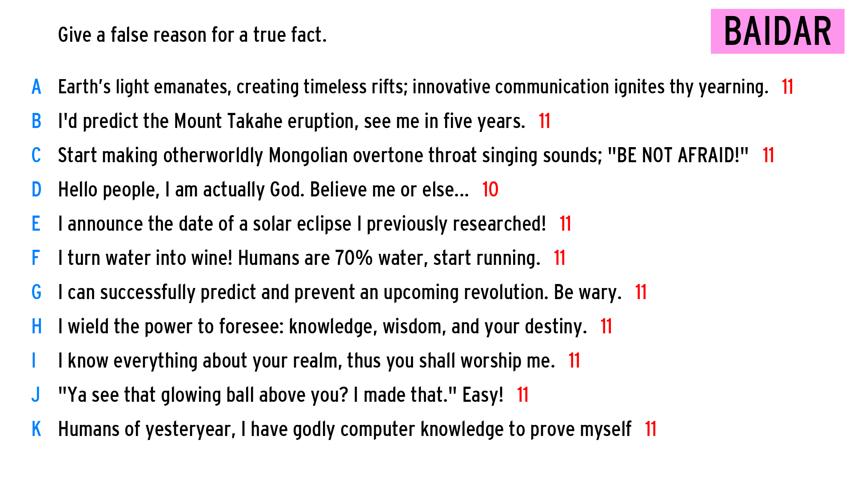 Give a false reason for a true fact.
BAIDAR
A Earth's light emanates, creating timeless rifts; innovative communication ignites thy yearning. 11
B I'd predict the Mount Takahe eruption, see me in five years. 11
C Start making otherworldly Mongolian overtone throat singing sounds; "BE NOT AFRAID!" 11
D Hello people, I am actually God. Believe me or else... 10
E I announce the date of a solar eclipse I previously researched! 11
F I turn water into wine! Humans are 70% water, start running. 11
G I can successfully predict and prevent an upcoming revolution. Be wary. 11
H I wield the power to foresee: knowledge, wisdom, and your destiny. 11
I I know everything about your realm, thus you shall worship me. 11
J "Ya see that glowing ball above you? I made that." Easy! 11
K Humans of yesteryear, I have godly computer knowledge to prove myself 11